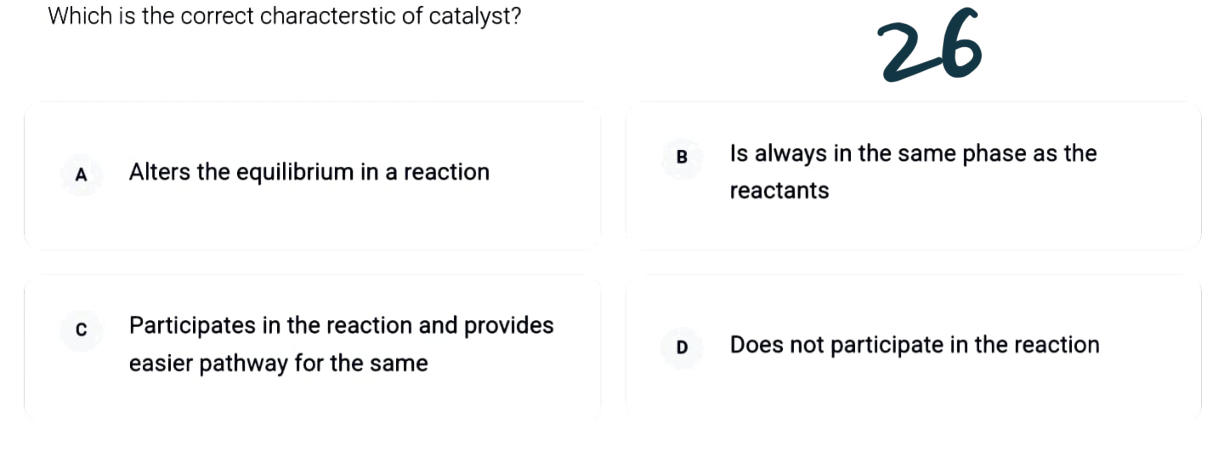 Which is the correct characterstic of catalyst?
26
A Alters the equilibrium in a reaction
B Is always in the same phase as the
reactants
C Participates in the reaction and provides
easier pathway for the same
D Does not participate in the reaction